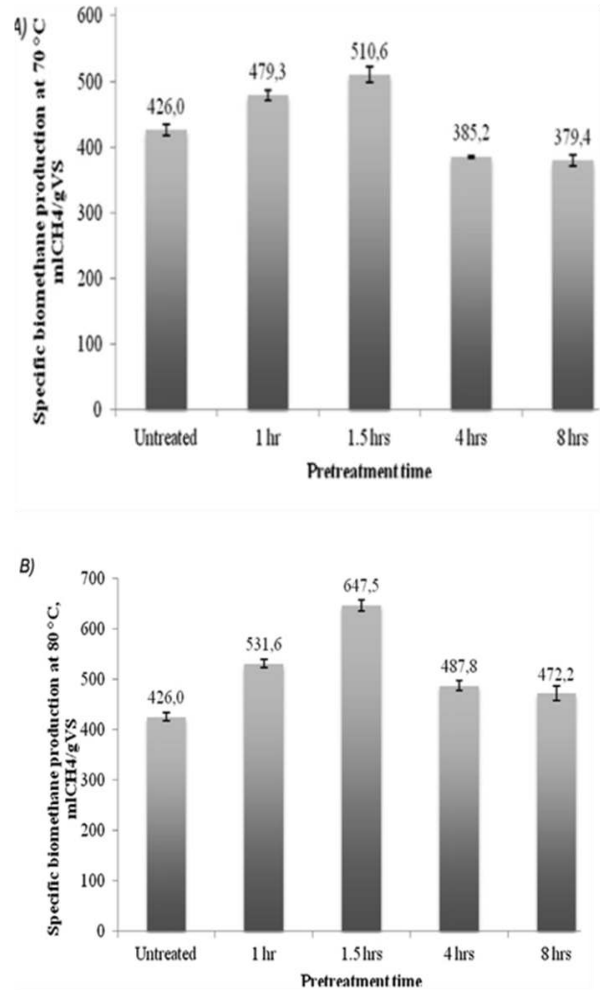 A)
Specific biomethane production at 70 °C
mlCH4/gVS
600
500
400
300
200
100
0
426,0
479,3
510,6
385,2
379,4
Untreated
1 hr
1.5 hrs
4 hrs
8 hrs
Pretreatment time
B)
Specific biomethane production at 80 °C,
mlCH4/gVS
700
600
500
400
300
200
100
0
426,0
531,6
647,5
487,8
472,2
Untreated
1 hr
1.5 hrs
4 hrs
8 hrs
Pretreatment time